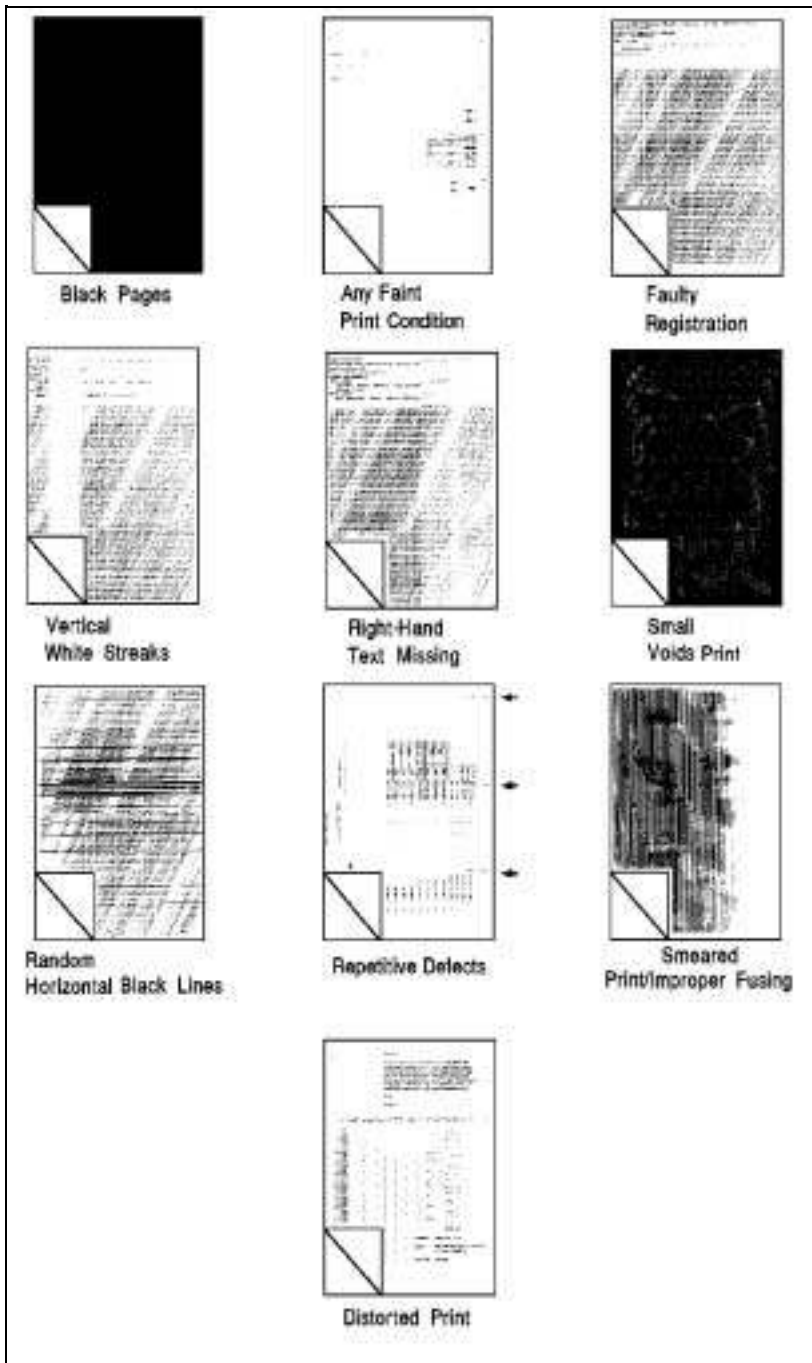 Black Pages
Any Faint
Print Condition
Faulty
Registration
Vertical
White Streaks
Right-Hand
Text Missing
Small
Voids Print
Random
Horizontal Black Lines
Repetitive Defects
Smeared
Print/Improper Fusing
Distorted Print